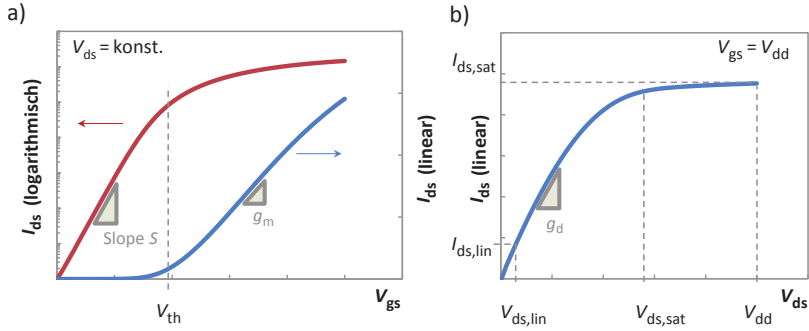 a)
V_ds = konst.
I_ds (logarithmisch)
Slope S
g_m
V_th
V_gs
I_ds (linear)
b)
V_gs = V_dd
I_ds,sat
I_ds (linear)
g_d
I_ds,lin
V_ds
V_ds,lin
V_ds,sat
V_dd